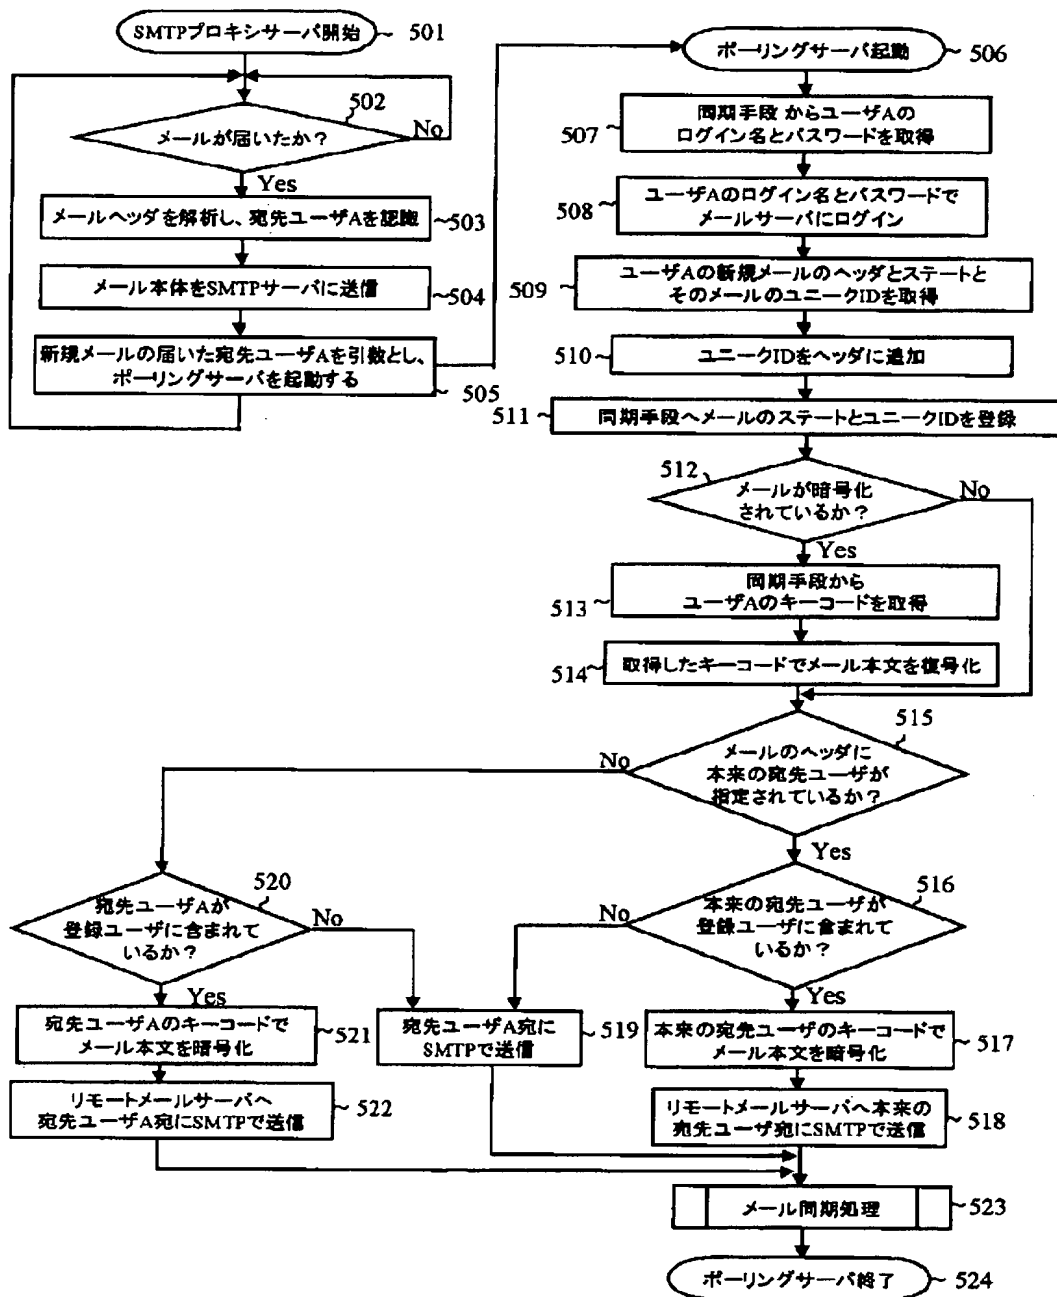 SMTPプロキシサーバ開始
501
502
メールが届いたか？
No
Yes
メールヘッダを解析し、宛先ユーザAを認識
503
メール本体をSMTPサーバに送信
504
新規メールの届いた宛先ユーザAを引数とし、
ポーリングサーバを起動する
505
ポーリングサーバ起動
506
同期手段 からユーザAの
ログイン名とパスワードを取得
507
ユーザAのログイン名とパスワードで
メールサーバにログイン
508
ユーザAの新規メールのヘッダとステートと
そのメールのユニークIDを取得
509
ユニークIDをヘッダに追加
510
同期手段へメールのステートとユニークIDを登録
511
512
メールが暗号化
されているか？
No
Yes
同期手段から
ユーザAのキーコードを取得
513
取得したキーコードでメール本文を復号化
514
515
メールのヘッダに
本来の宛先ユーザが
指定されているか？
No
Yes
520
宛先ユーザAが
登録ユーザに含まれて
いるか？
No
Yes
516
本来の宛先ユーザが
登録ユーザに含まれて
いるか？
No
Yes
宛先ユーザAのキーコードで
メール本文を暗号化
521
宛先ユーザA宛に
SMTPで送信
519
本来の宛先ユーザのキーコードで
メール本文を暗号化
517
リモートメールサーバへ
宛先ユーザA宛にSMTPで送信
522
リモートメールサーバへ本来の
宛先ユーザ宛にSMTPで送信
518
メール同期処理
523
ポーリングサーバ終了
524